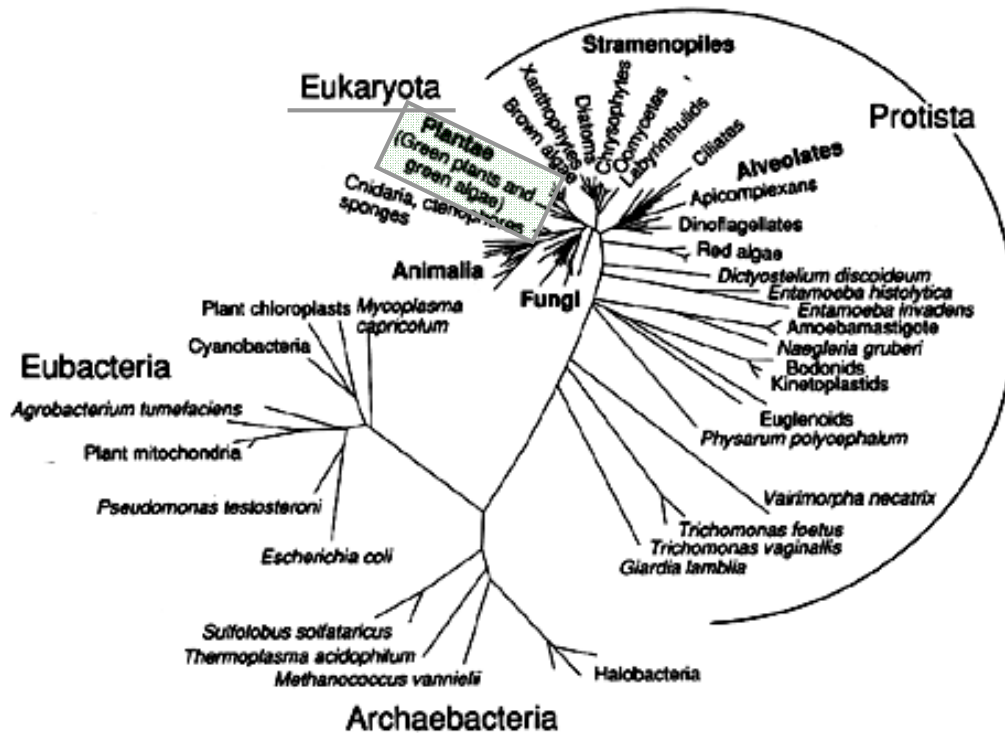 Stramenopiles
Eukaryota
Xanthophytes
Diatoms
Chrysophytes
Oomycetes
Labyrinthulids
Brown algae
Ciliates
Protista
Plantae
(Green plants and
green algae)
Alveolates
Apicomplexans
Cnidaria,
sponges
Dinoflagellates
Red algae
Animalia
Fungi
Dictyostelium discoideum
Entamoeba histolytica
Entamoeba invadens
Amoebamastigote
Naegleria gruberi
Bodonids
Kinetoplastids
Euglenoids
Physarum polycephalum
Vairimorpha necatrix
Trichomonas foetus
Trichomonas vaginallis
Giardia lamblia
Plant chloroplasts
Mycoplasma
capricolum
Cyanobacteria
Eubacteria
Agrobacterium tumefaciens
Plant mitochondria
Pseudomonas testosteroni
Escherichia coli
Sulfolobus solfataricus
Thermoplasma acidophilum
Methanococcus vannielii
Halobacteria
Archaebacteria